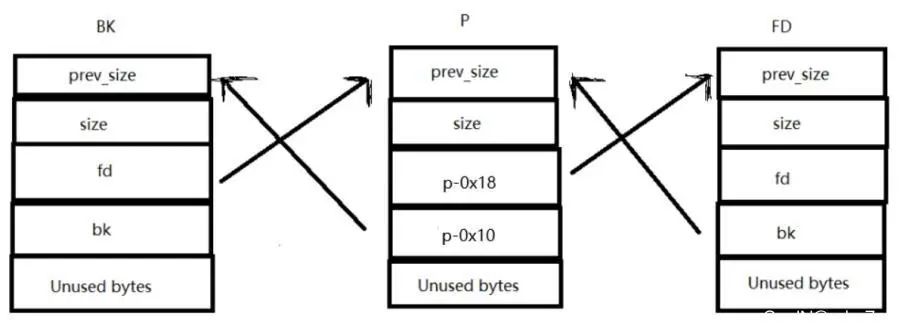 BK
P
FD
prev_size
prev_size
prev_size
size
size
size
fd
p-0x18
fd
bk
p-0x10
bk
Unused bytes
Unused bytes
Unused bytes